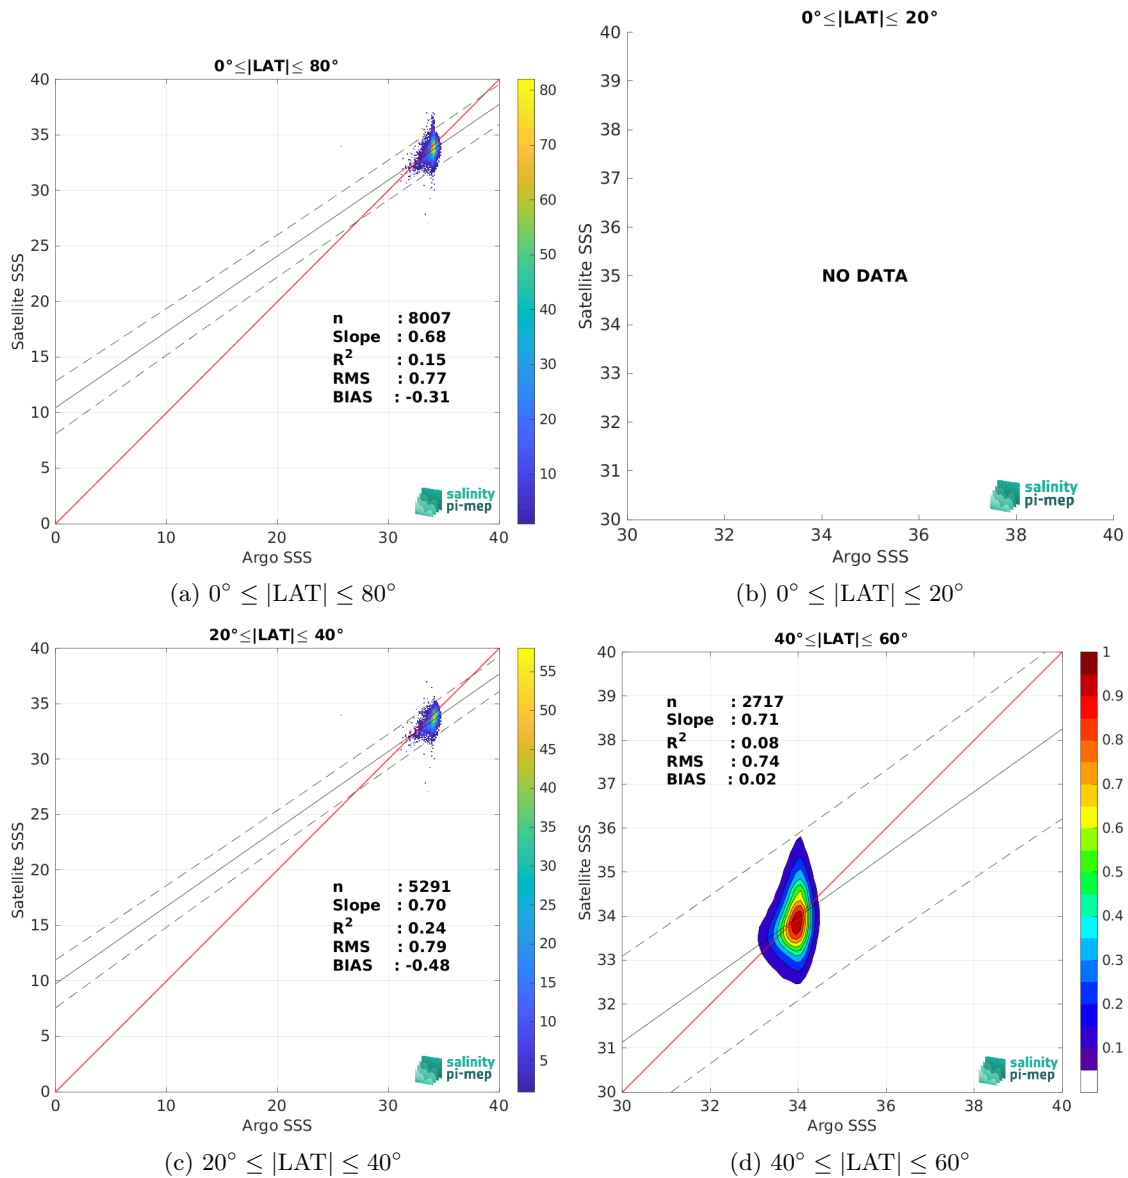 0°≤|LAT|≤ 80°
40
35
30
25
20
15
10
5
0
Satellite SSS
n : 8007
Slope : 0.68
R² : 0.15
RMS : 0.77
BIAS : -0.31
salinity
pi-mep
0 10 20 30 40
Argo SSS
80
70
60
50
40
30
20
10
(a) 0° ≤ |LAT| ≤ 80°
0°≤|LAT|≤ 20°
40
39
38
37
36
35
34
33
32
31
30
Satellite SSS
NO DATA
salinity
pi-mep
30 32 34 36 38 40
Argo SSS
(b) 0° ≤ |LAT| ≤ 20°
20°≤|LAT|≤ 40°
40
35
30
25
20
15
10
5
0
Satellite SSS
n : 5291
Slope : 0.70
R² : 0.24
RMS : 0.79
BIAS : -0.48
salinity
pi-mep
0 10 20 30 40
Argo SSS
55
50
45
40
35
30
25
20
15
10
5
(c) 20° ≤ |LAT| ≤ 40°
40°≤|LAT|≤ 60°
40
39
38
37
36
35
34
33
32
31
30
Satellite SSS
n : 2717
Slope : 0.71
R² : 0.08
RMS : 0.74
BIAS : 0.02
salinity
pi-mep
30 32 34 36 38 40
Argo SSS
1
0.9
0.8
0.7
0.6
0.5
0.4
0.3
0.2
0.1
(d) 40° ≤ |LAT| ≤ 60°